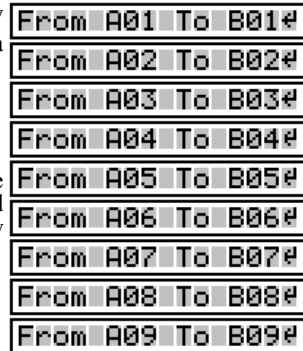 From A01 To B01↵
From A02 To B02↵
From A03 To B03↵
From A04 To B04↵
From A05 To B05↵
From A06 To B06↵
From A07 To B07↵
From A08 To B08↵
From A09 To B09↵